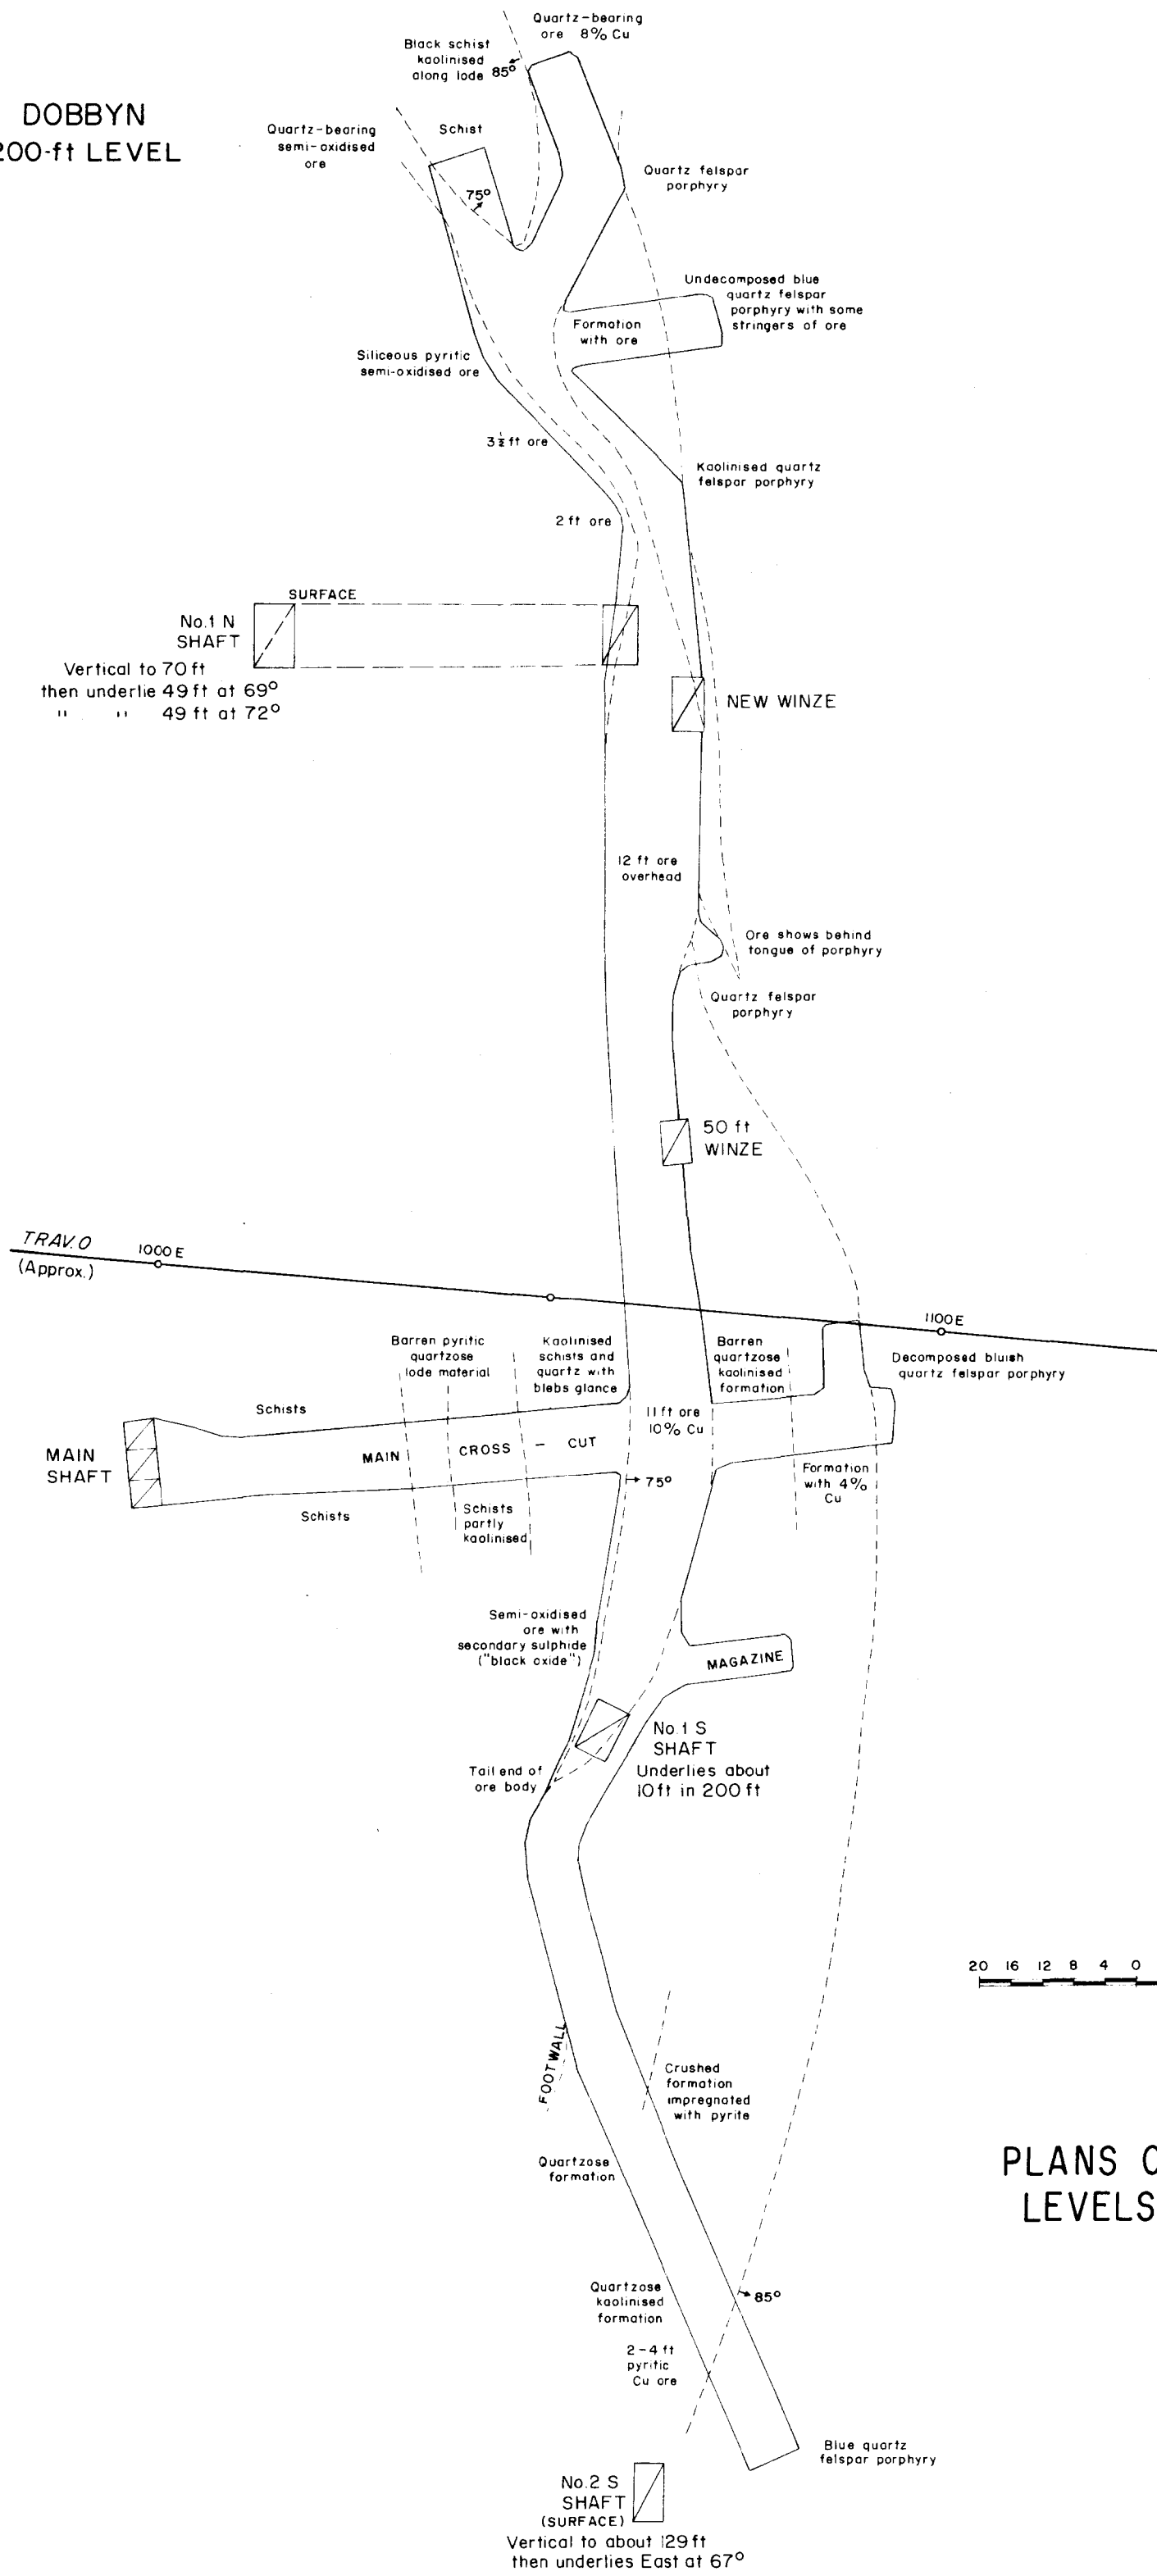 DOBBYN
200-ft LEVEL
Quartz-bearing
ore 8% Cu
Black schist
kaolinised
along lode 85°
Quartz-bearing
semi-oxidised
ore
Schist
75°
Quartz felspar
porphyry
Undecomposed blue
quartz felspar
porphyry with some
stringers of ore
Formation
with ore
Siliceous pyritic
semi-oxidised ore
3½ ft ore
Kaolinised quartz
felspar porphyry
2 ft ore
SURFACE
No.1 N
SHAFT
Vertical to 70 ft
then underlie 49 ft at 69°
" " 49 ft at 72°
NEW WINZE
12 ft ore
overhead
Ore shows behind
tongue of porphyry
Quartz felspar
porphyry
50 ft
WINZE
TRAV. O
(Approx.)
1000 E
1100 E
Barren pyritic
quartzose
lode material
Kaolinised
schists and
quartz with
blebs glance
Barren
quartzose
kaolinised
formation
Decomposed bluish
quartz felspar porphyry
Schists
11 ft ore
10% Cu
MAIN
SHAFT
MAIN CROSS - CUT
75°
Formation
with 4%
Cu
Schists
Schists
partly
kaolinised
Semi-oxidised
ore with
secondary sulphide
("black oxide")
MAGAZINE
No.1 S
SHAFT
Underlies about
10 ft in 200 ft
Tail end of
ore body
20 16 12 8 4 0
FOOTWALL
Crushed
formation
impregnated
with pyrite
Quartzose
formation
PLANS O
LEVELS
Quartzose
kaolinised
formation
85°
2-4 ft
pyritic
Cu ore
Blue quartz
felspar porphyry
No.2 S
SHAFT
(SURFACE)
Vertical to about 129 ft
then underlies East at 67°